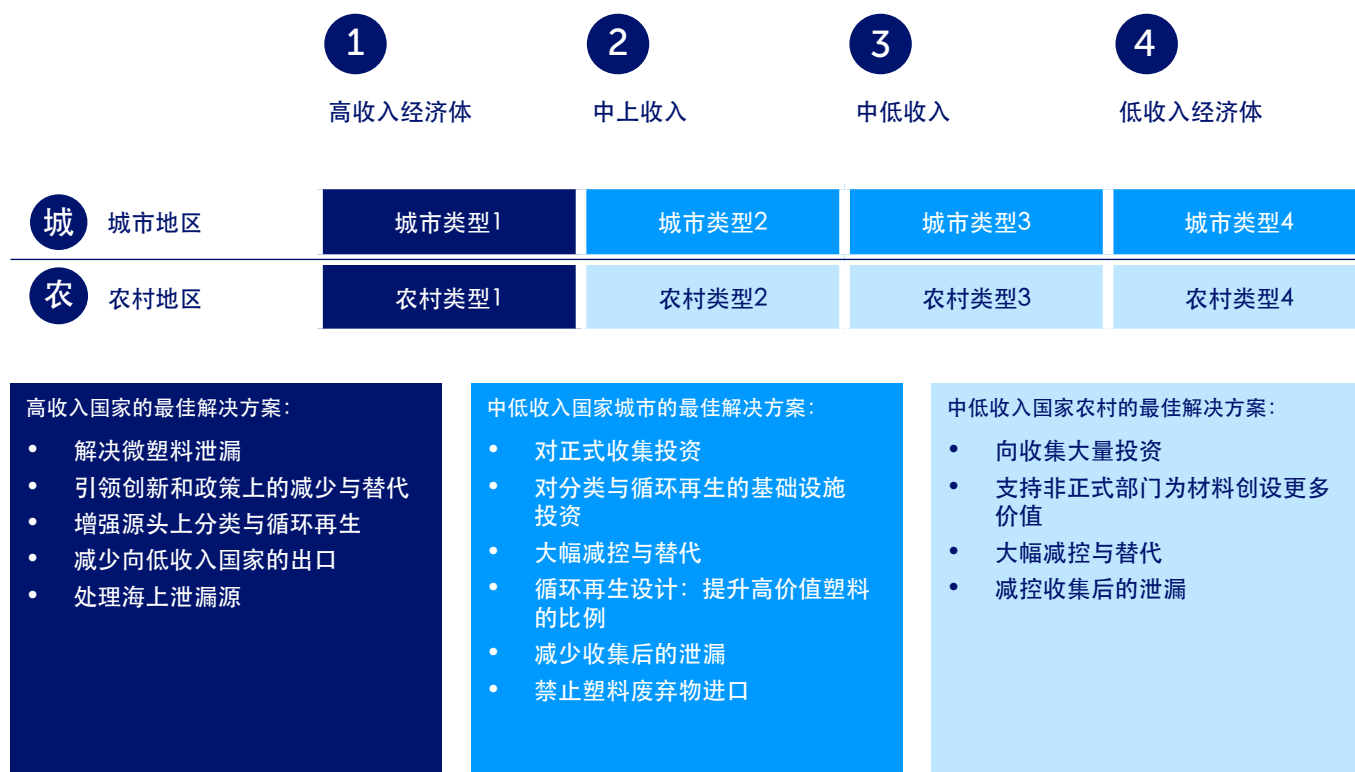 1
2
3
4
高收入经济体
中上收入
中低收入
低收入经济体
城 城市地区
城市类型1
城市类型2
城市类型3
城市类型4
农 农村地区
农村类型1
农村类型2
农村类型3
农村类型4
高收入国家的最佳解决方案：
• 解决微塑料泄漏
• 引领创新和政策上的减少与替代
• 增强源头上分类与循环再生
• 减少向低收入国家的出口
• 处理海上泄漏源
中低收入国家城市的最佳解决方案：
• 对正式收集投资
• 对分类与循环再生的基础设施
投资
• 大幅减控与替代
• 循环再生设计：提升高价值塑料
的比例
• 减少收集后的泄漏
• 禁止塑料废弃物进口
中低收入国家农村的最佳解决方案：
• 向收集大量投资
• 支持非正式部门为材料创设更多
价值
• 大幅减控与替代
• 减控收集后的泄漏